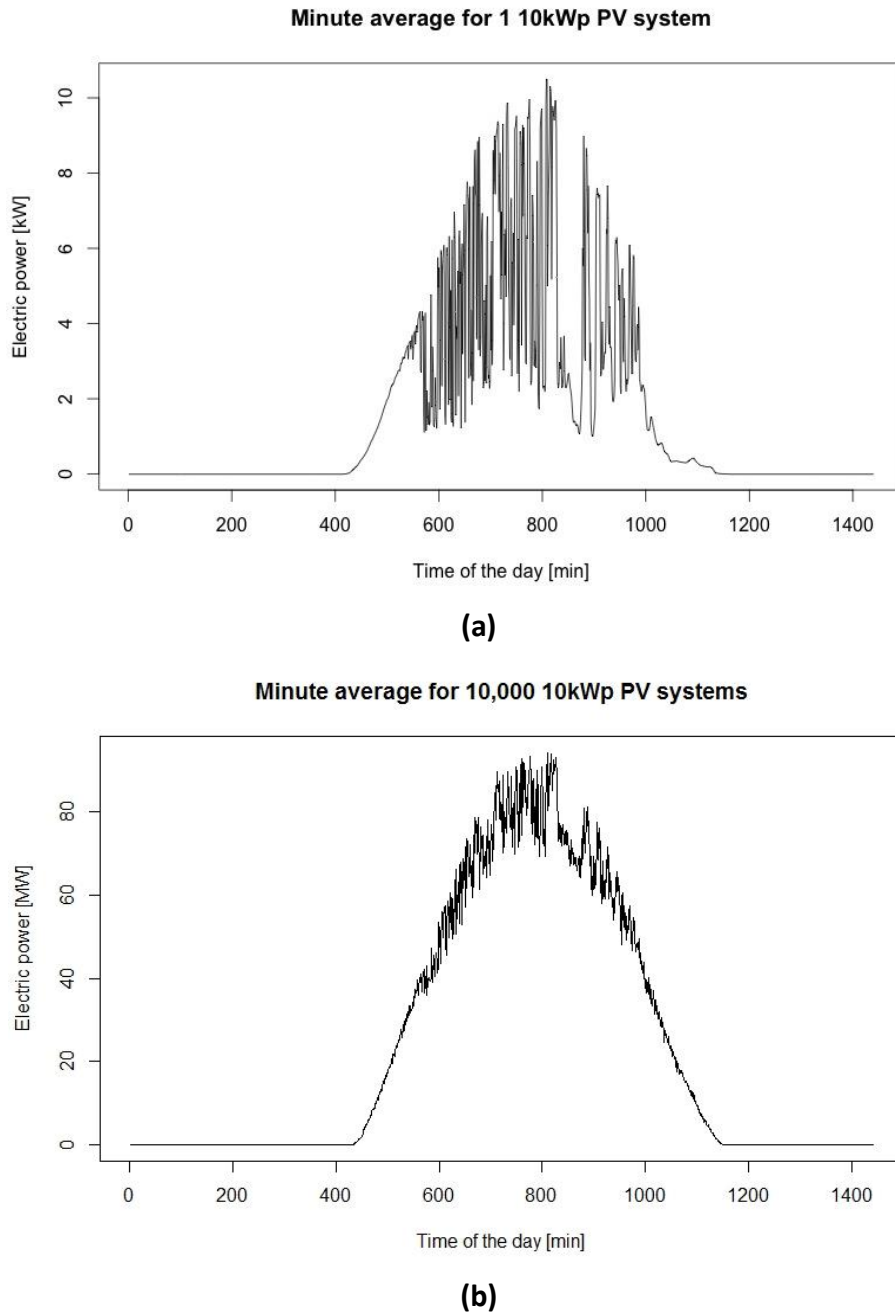 Minute average for 1 10kWp PV system
Electric power [kW]
10
8
6
4
2
0
0 200 400 600 800 1000 1200 1400
Time of the day [min]
(a)
Minute average for 10,000 10kWp PV systems
Electric power [MW]
80
60
40
20
0
0 200 400 600 800 1000 1200 1400
Time of the day [min]
(b)